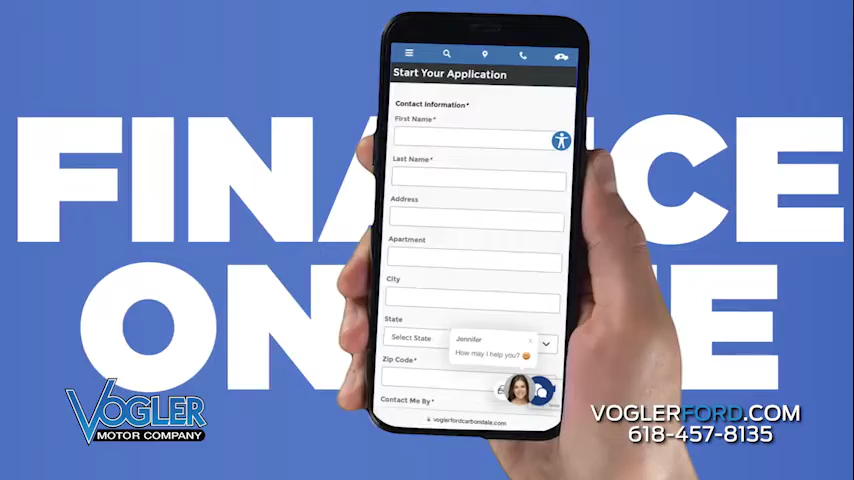 FINANCE
ONLINE
Start Your Application
Contact Information*
First Name*
Last Name*
Address
Apartment
City
State
Select State
Jennifer
x
How may I help you?
Zip Code*
Contact Me By*
voglerfordcarbondale.com
VOGLER
MOTOR COMPANY
VOGLERFORD.COM
618-457-8135